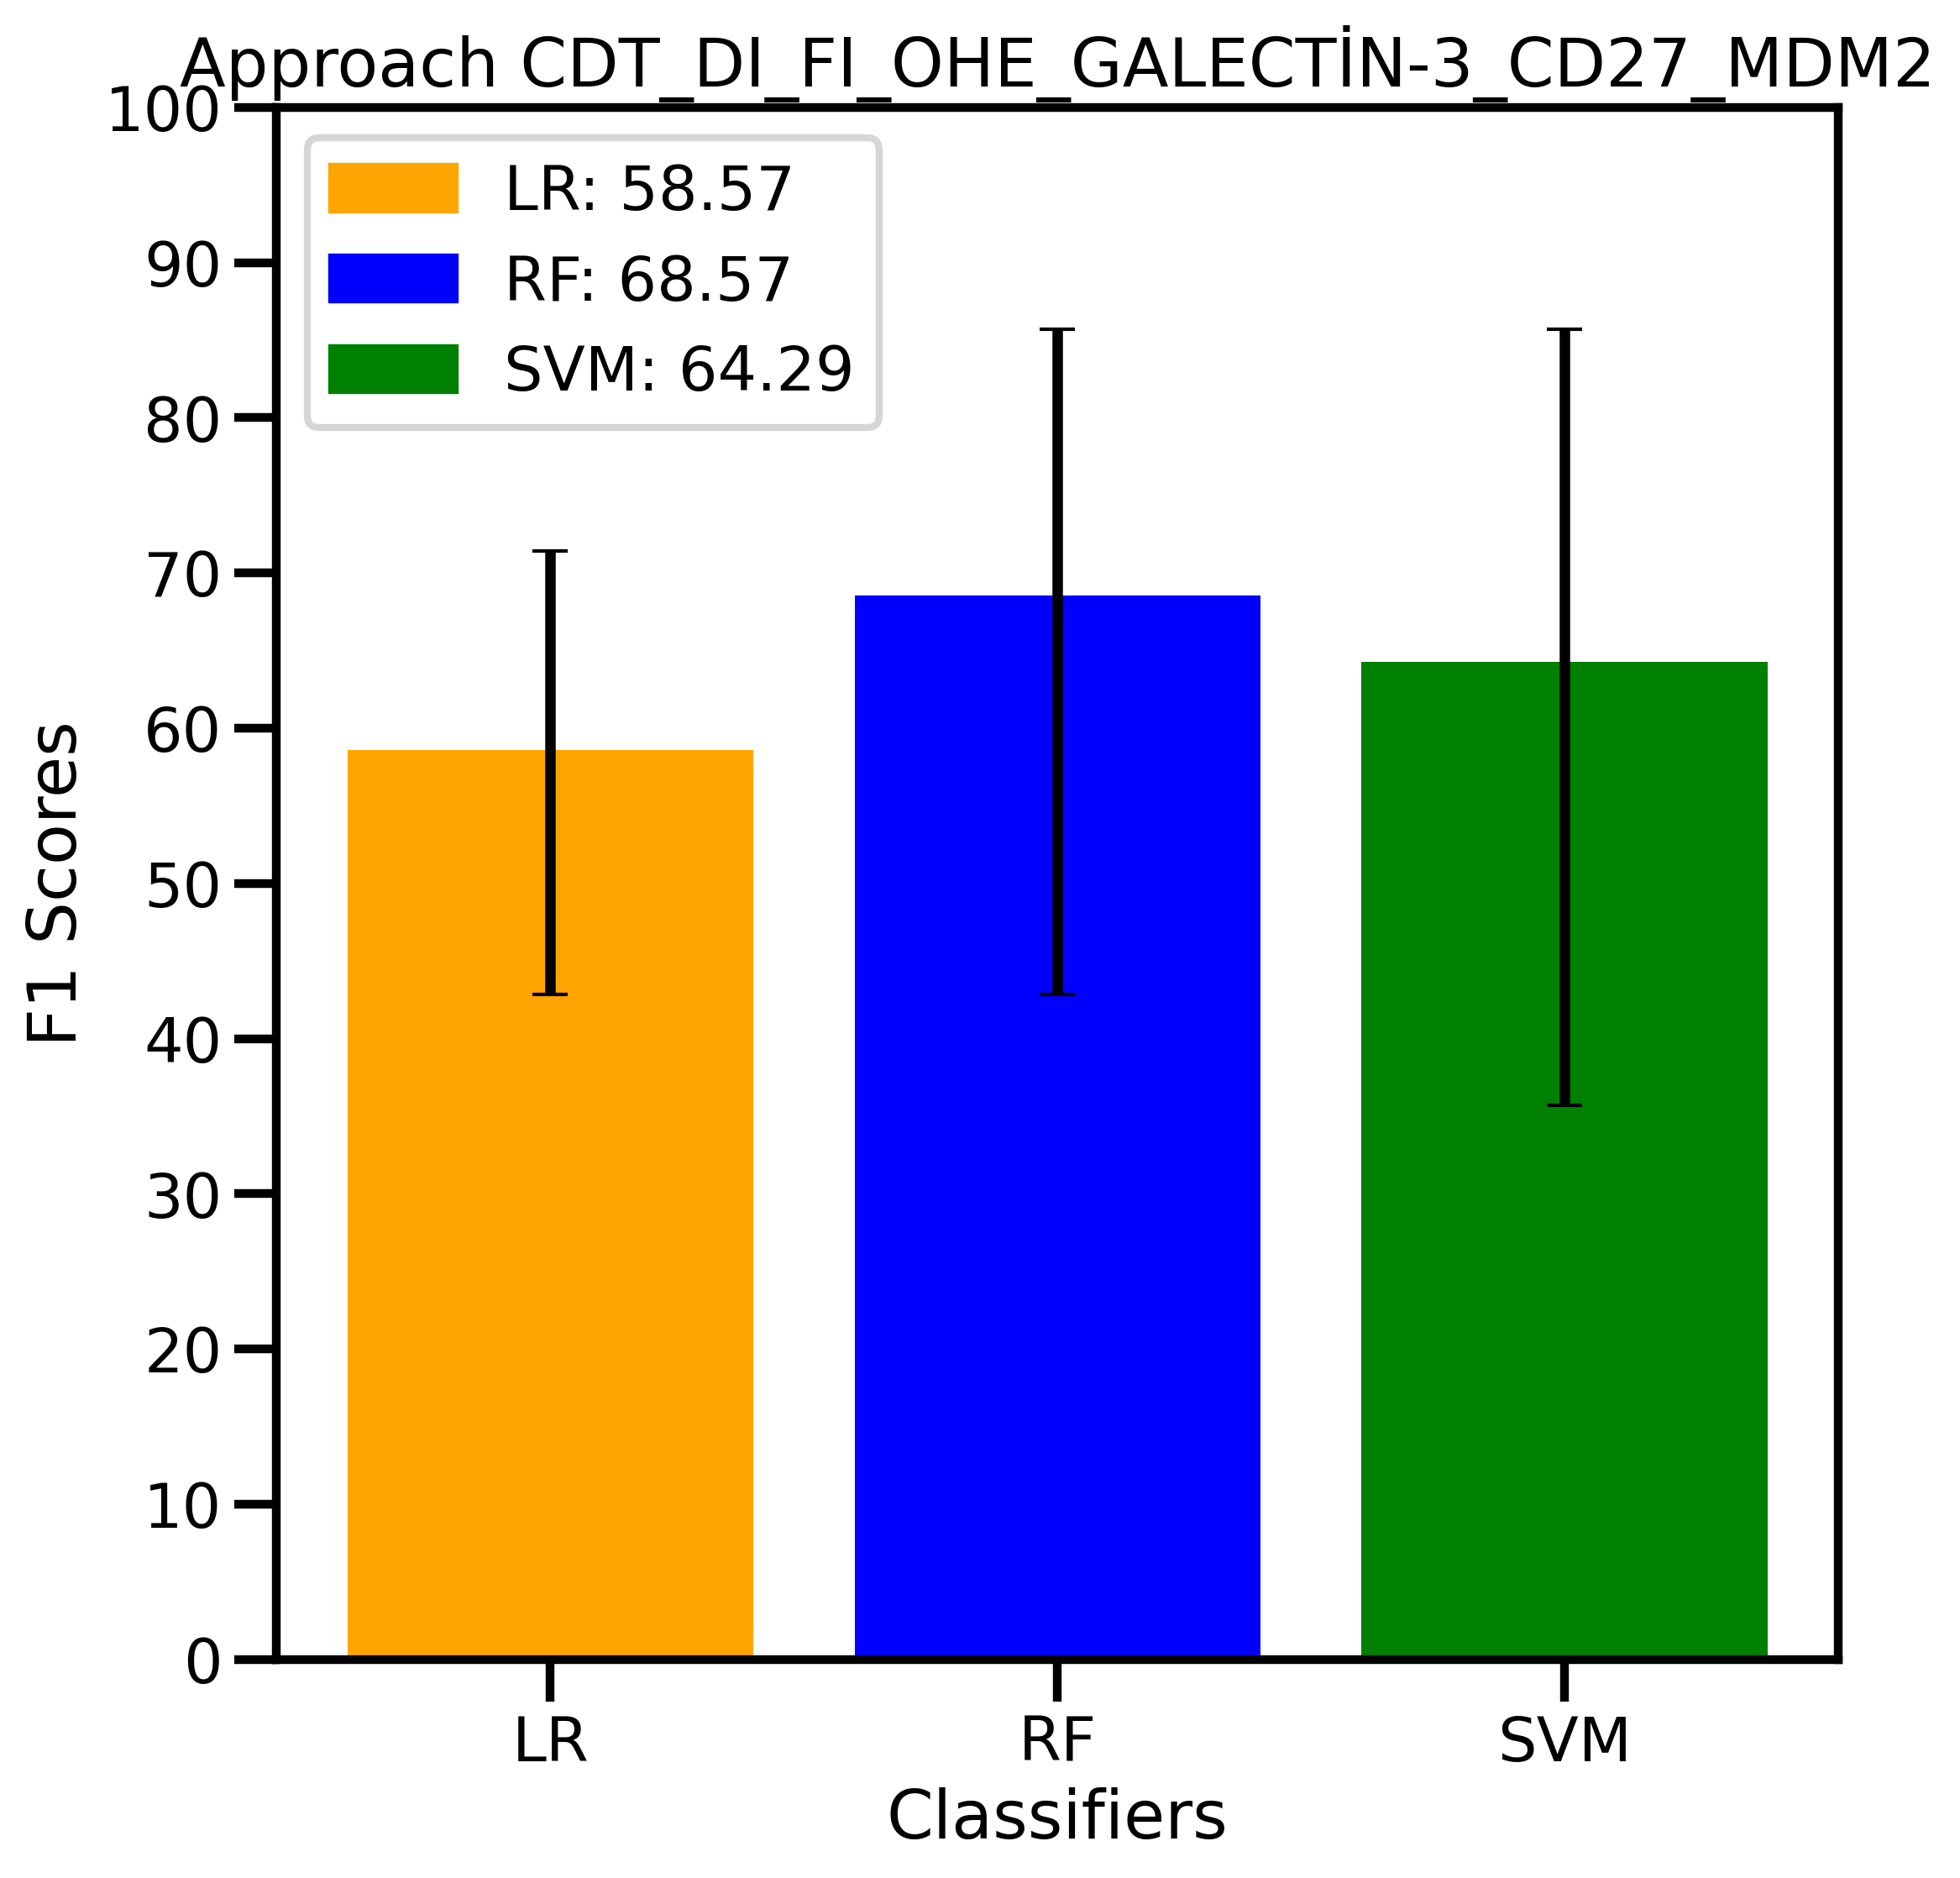 Approach CDT_DI_FI_OHE_GALECTİN-3_CD27_MDM2
100
90
80
70
60
50
40
30
20
10
0
F1 Scores
LR: 58.57
RF: 68.57
SVM: 64.29
LR
RF
SVM
Classifiers